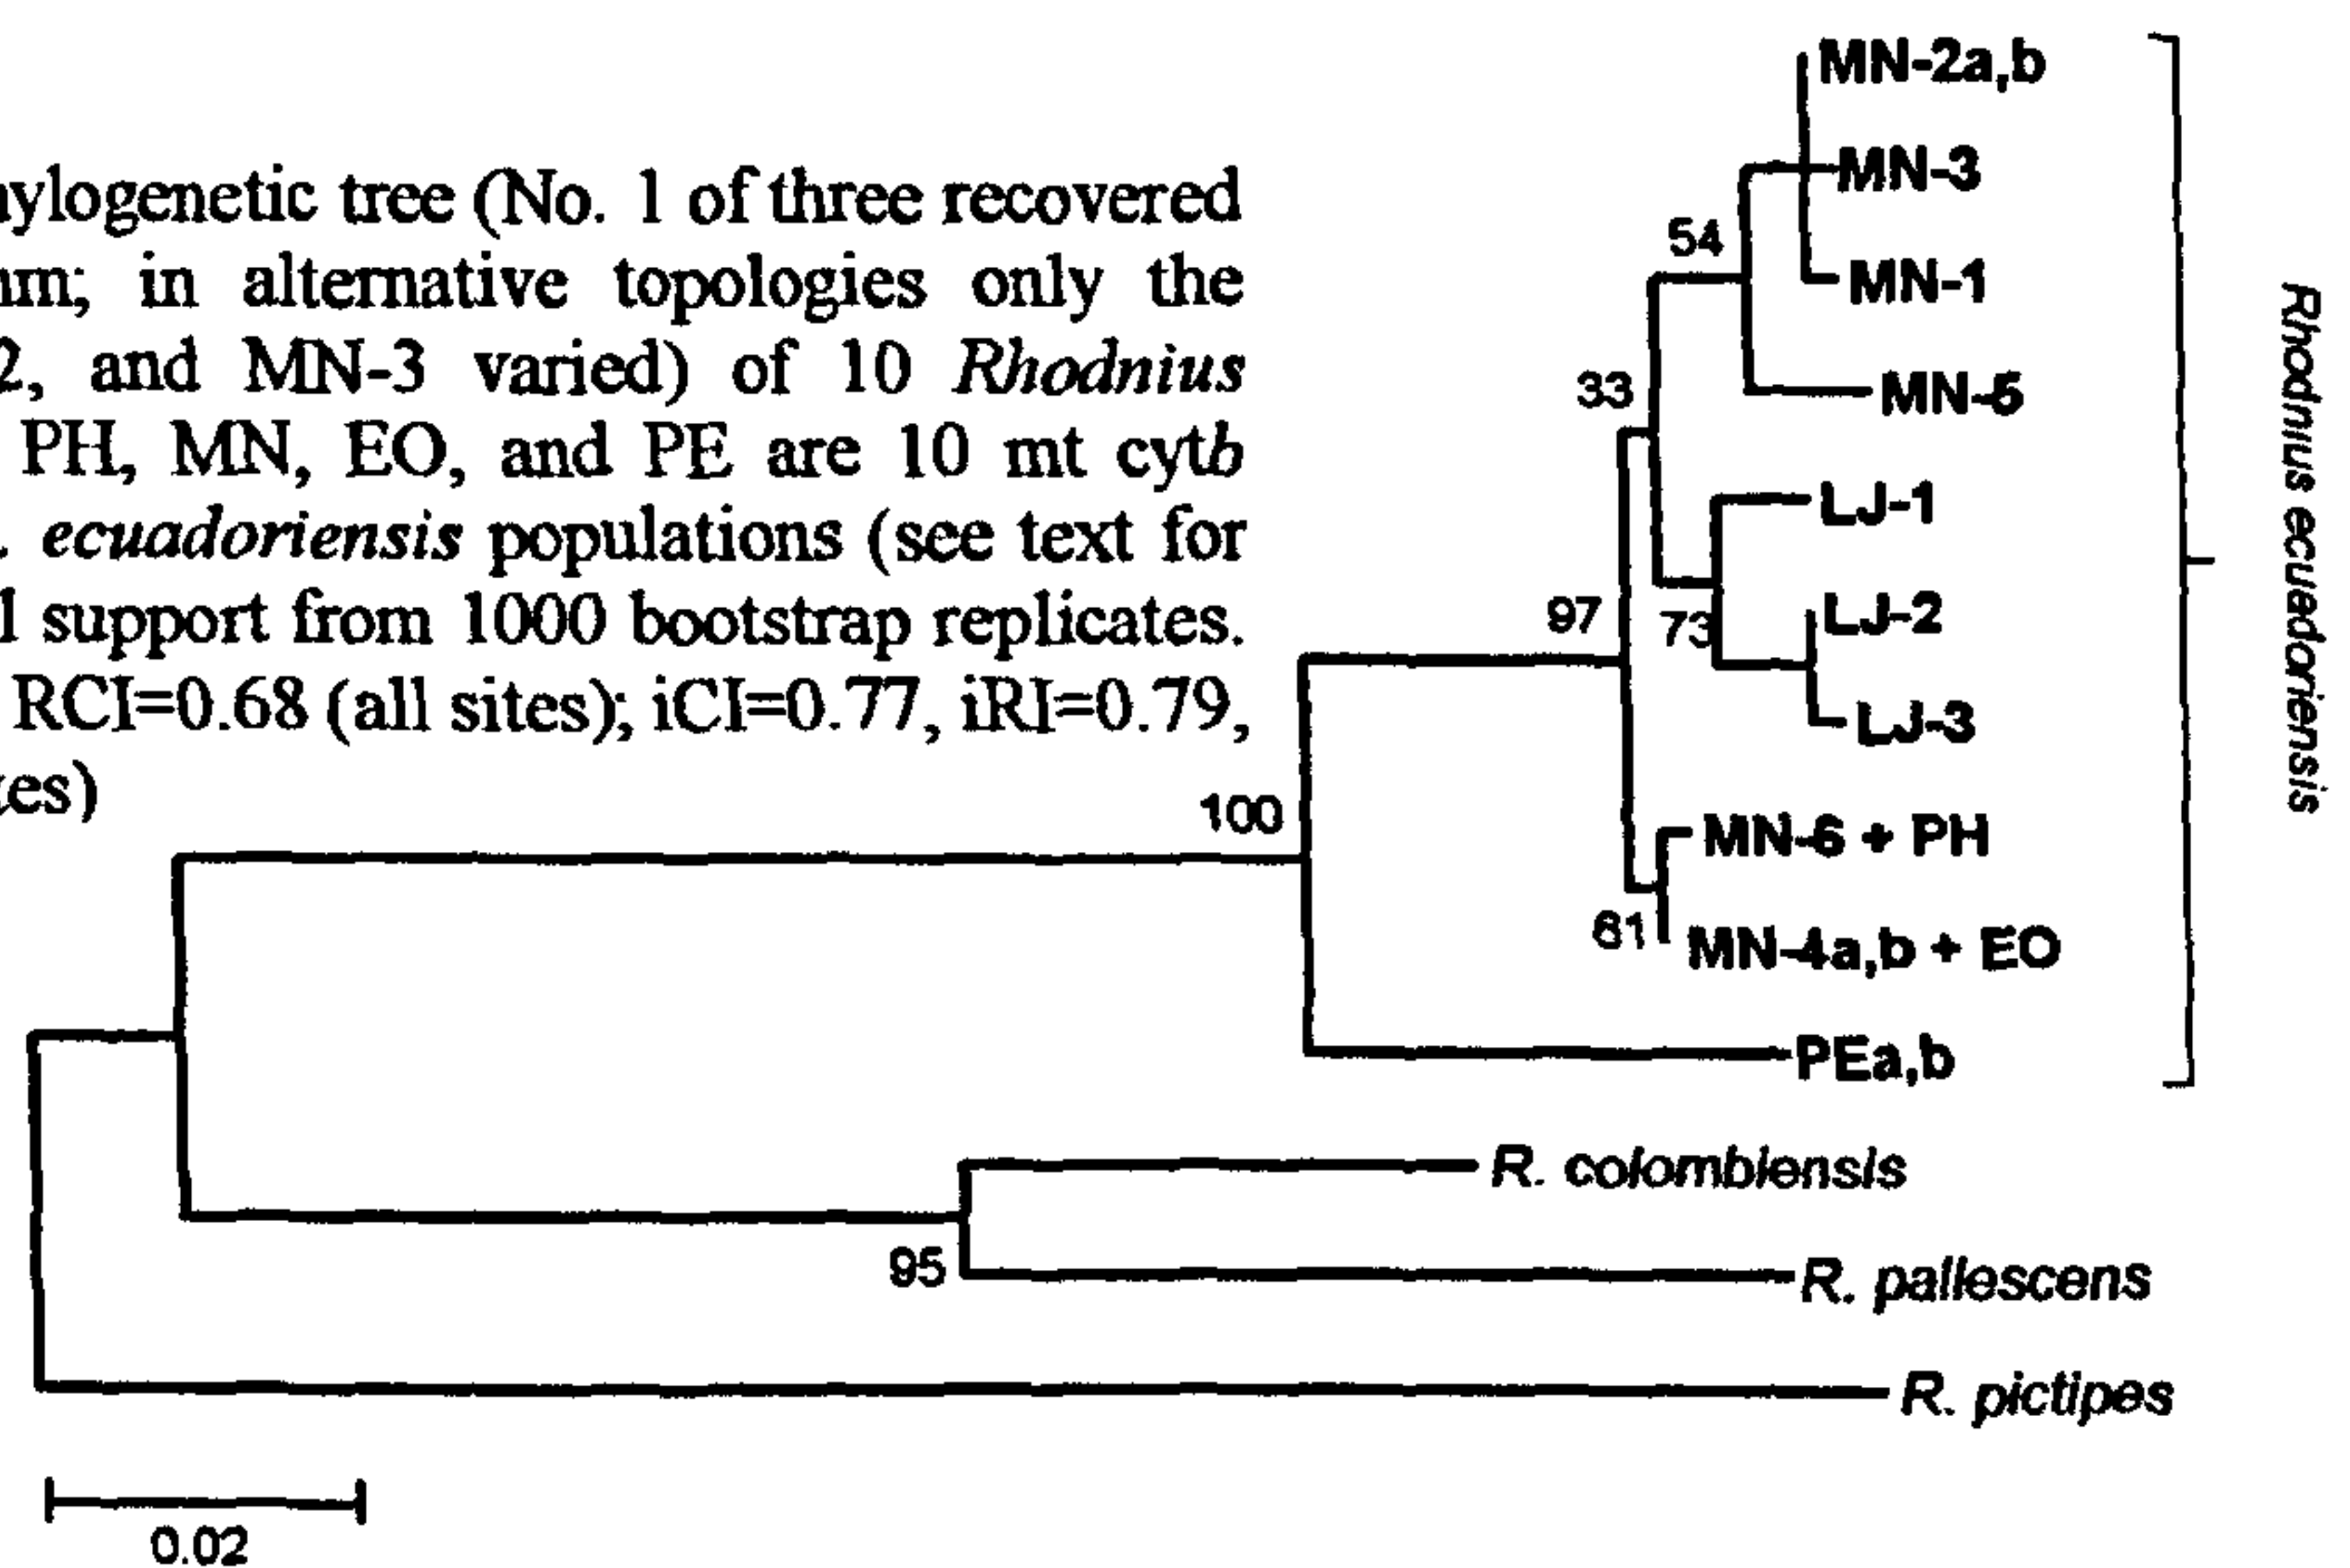 ylogenetic tree (No. 1 of three recovered
in alternative topologies only the
2, and MN-3 varied) of 10 Rhodnius
PH, MN, EO, and PE are 10 mt cytb
. ecuadoriensis populations (see text for
l support from 1000 bootstrap replicates.
RCI=0.68 (all sites); iCI=0.77, iRI=0.79,
es)
MN-2a,b
MN-3
54
MN-1
33
MN-5
LJ-1
97
73
LJ-2
LJ-3
100
MN-6 + PH
61
MN-4a,b + EO
PEa,b
Rhodnius ecuadoriensis
R. colombiensis
95
R. pallescens
R. pictipes
0.02